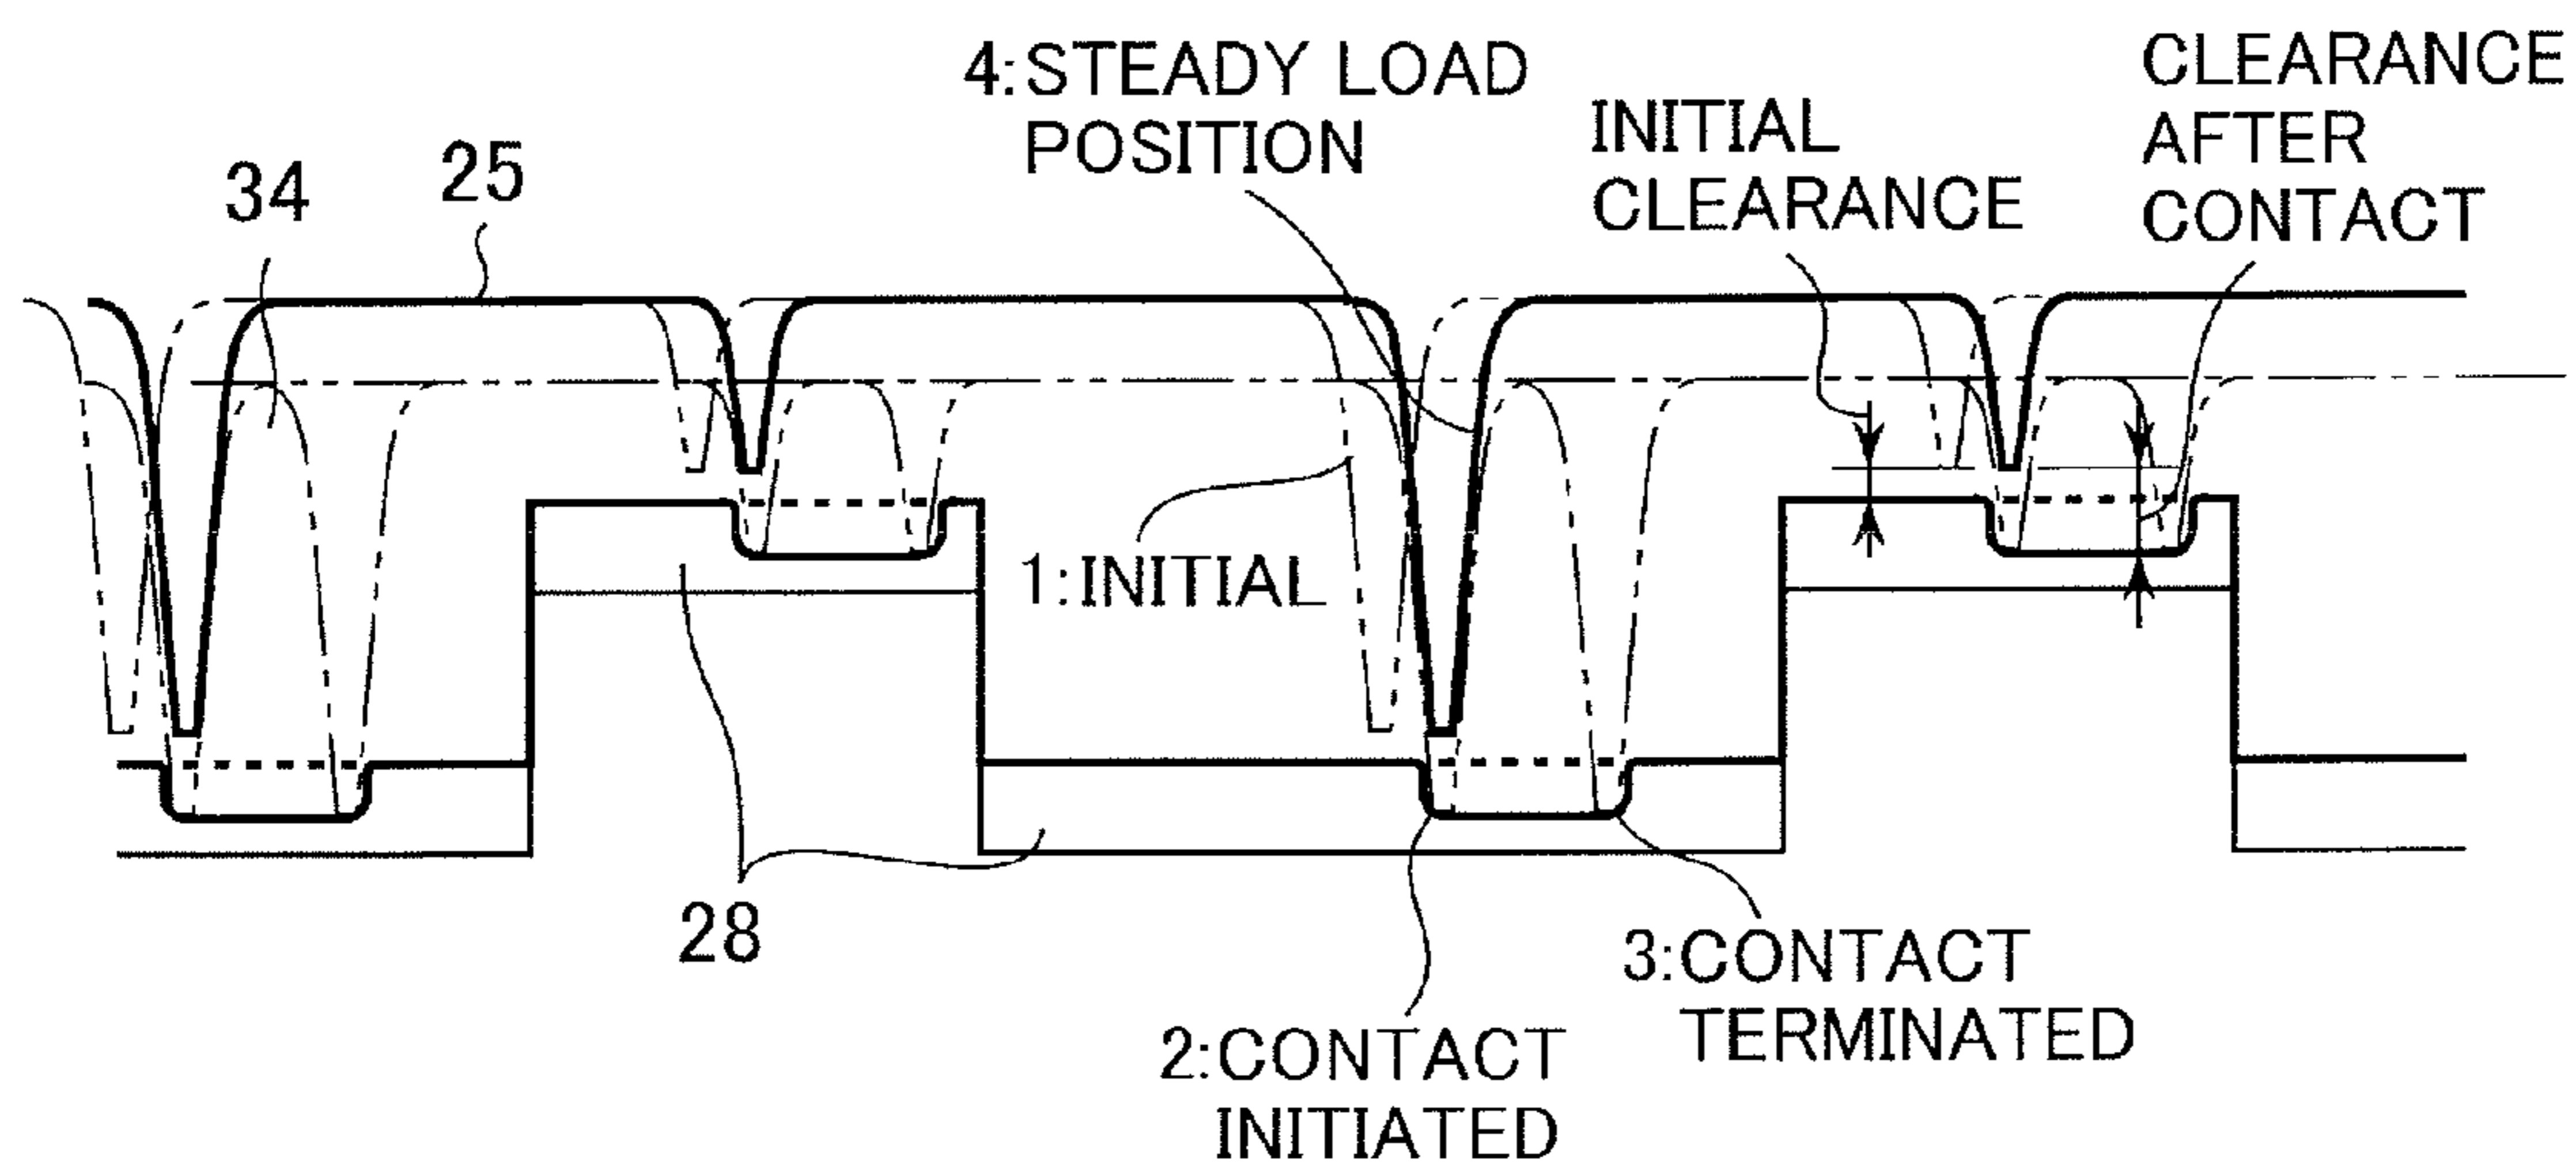 4:STEADY LOAD
POSITION
INITIAL
CLEARANCE
CLEARANCE
AFTER
CONTACT
34
25
1:INITIAL
28
2:CONTACT
INITIATED
3:CONTACT
TERMINATED